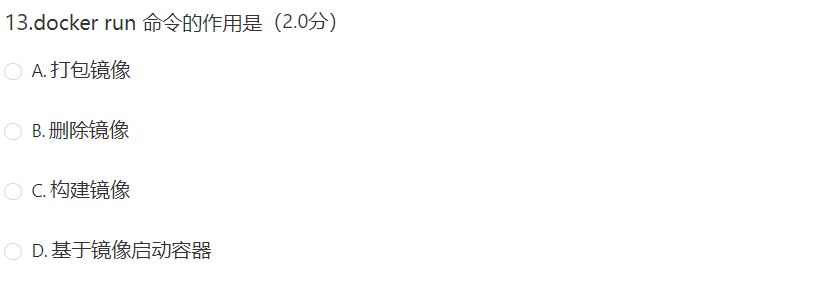 13.docker run 命令的作用是（2.0分）
A. 打包镜像
B. 删除镜像
C. 构建镜像
D. 基于镜像启动容器